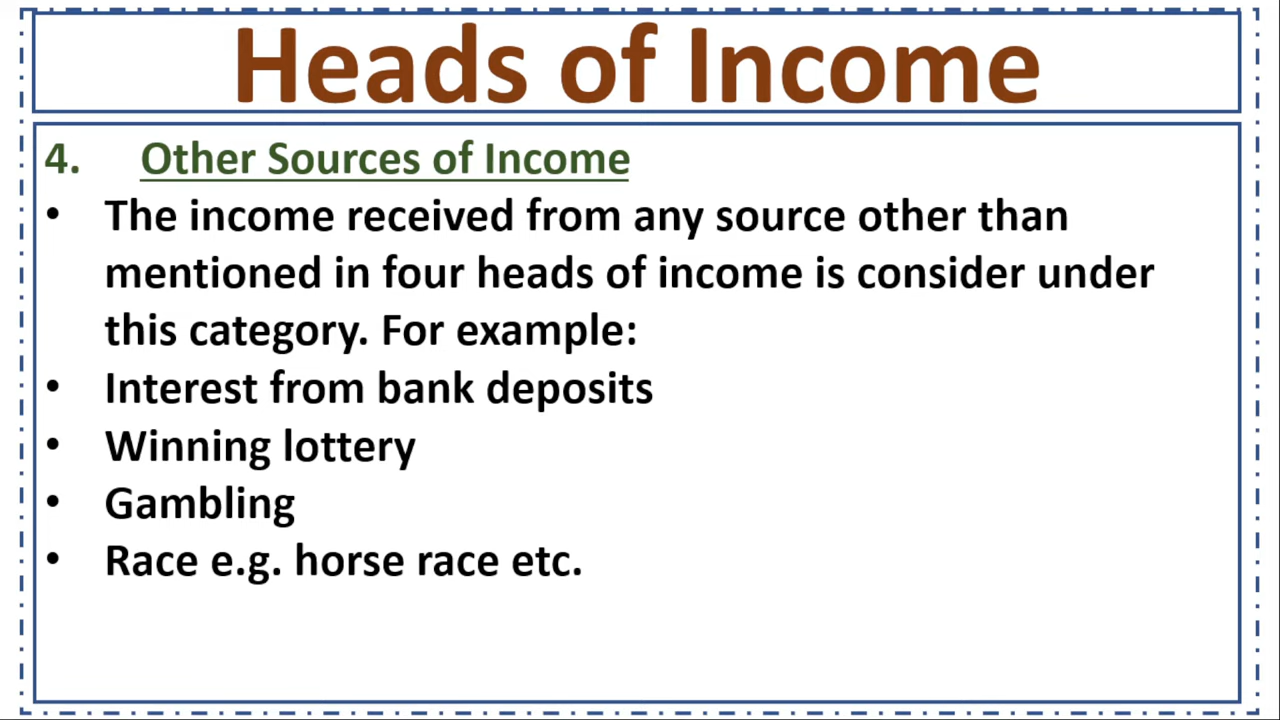 Heads of Income
4. Other Sources of Income
• The income received from any source other than
mentioned in four heads of income is consider under
this category. For example:
• Interest from bank deposits
• Winning lottery
• Gambling
• Race e.g. horse race etc.